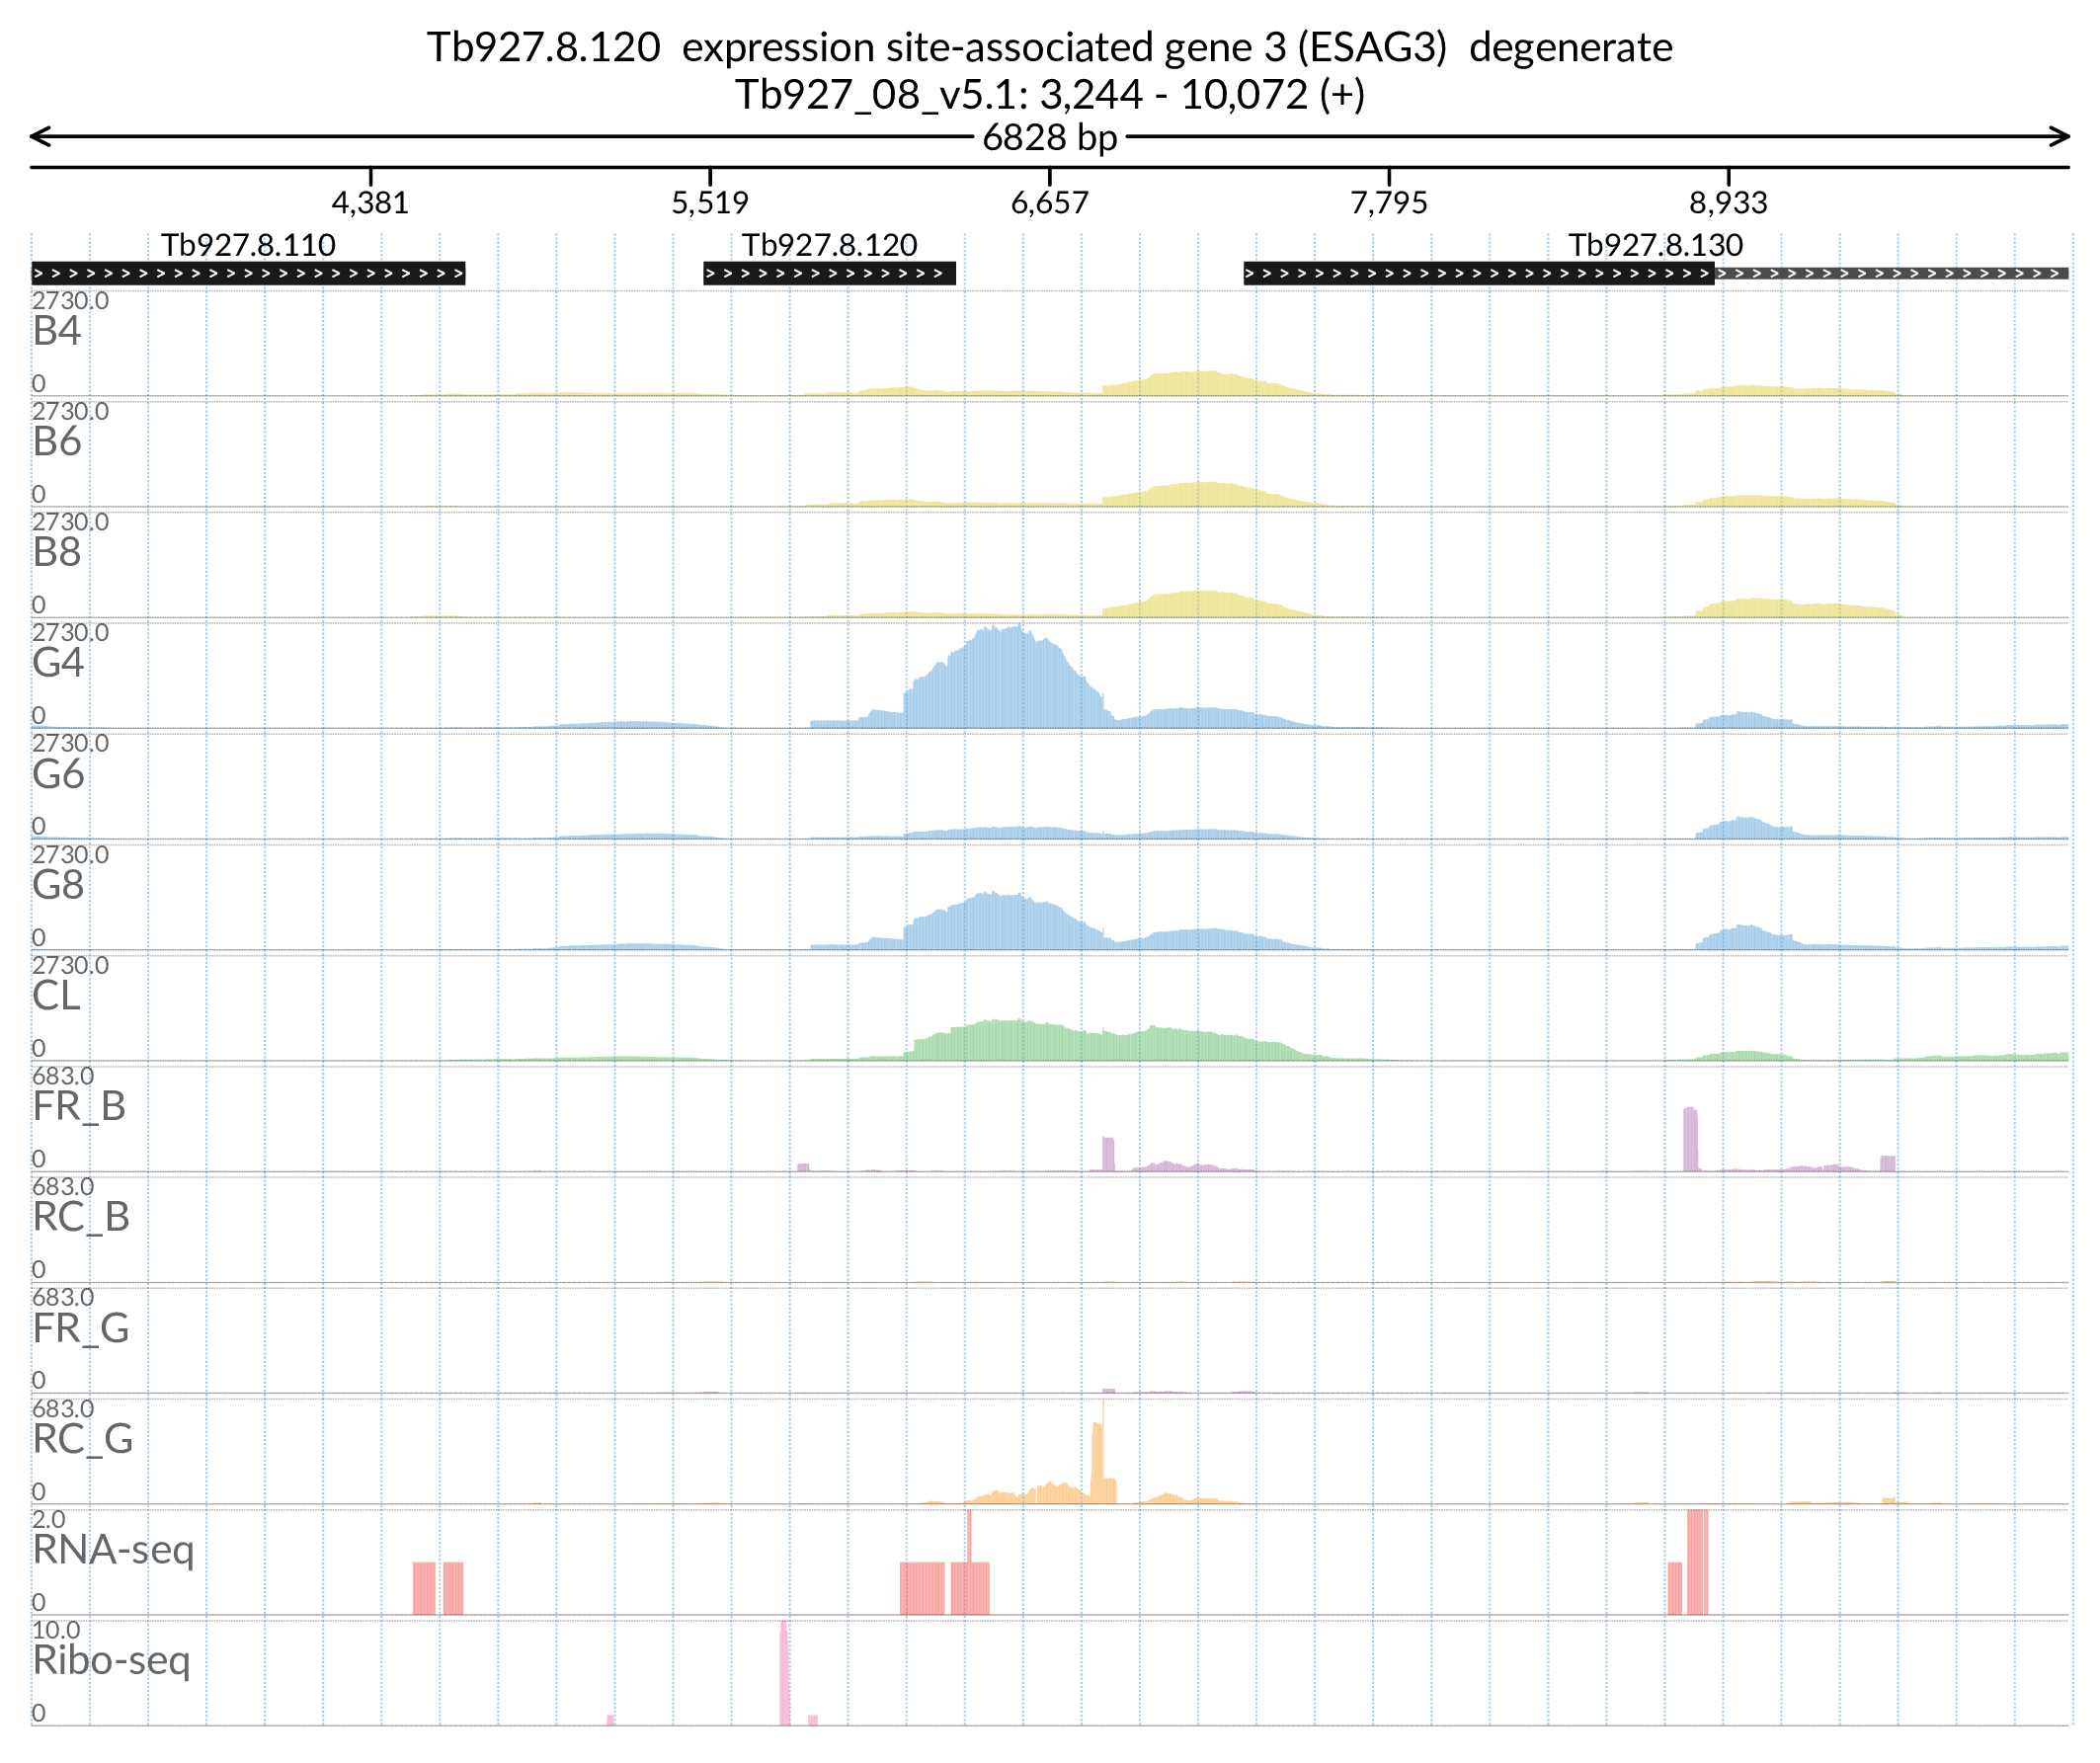 Tb927.8.120 expression site-associated gene 3 (ESAG3) degenerate
Tb927_08_v5.1: 3,244 - 10,072 (+)
6828 bp
4,381 5,519 6,657 7,795 8,933
Tb927.8.110 Tb927.8.120 Tb927.8.130
2730.0
B4
0
2730.0
B6
0
2730.0
B8
0
2730.0
G4
0
2730.0
G6
0
2730.0
G8
0
2730.0
CL
0
683.0
FR_B
0
683.0
RC_B
0
683.0
FR_G
0
683.0
RC_G
0
2.0
RNA-seq
0
10.0
Ribo-seq
0